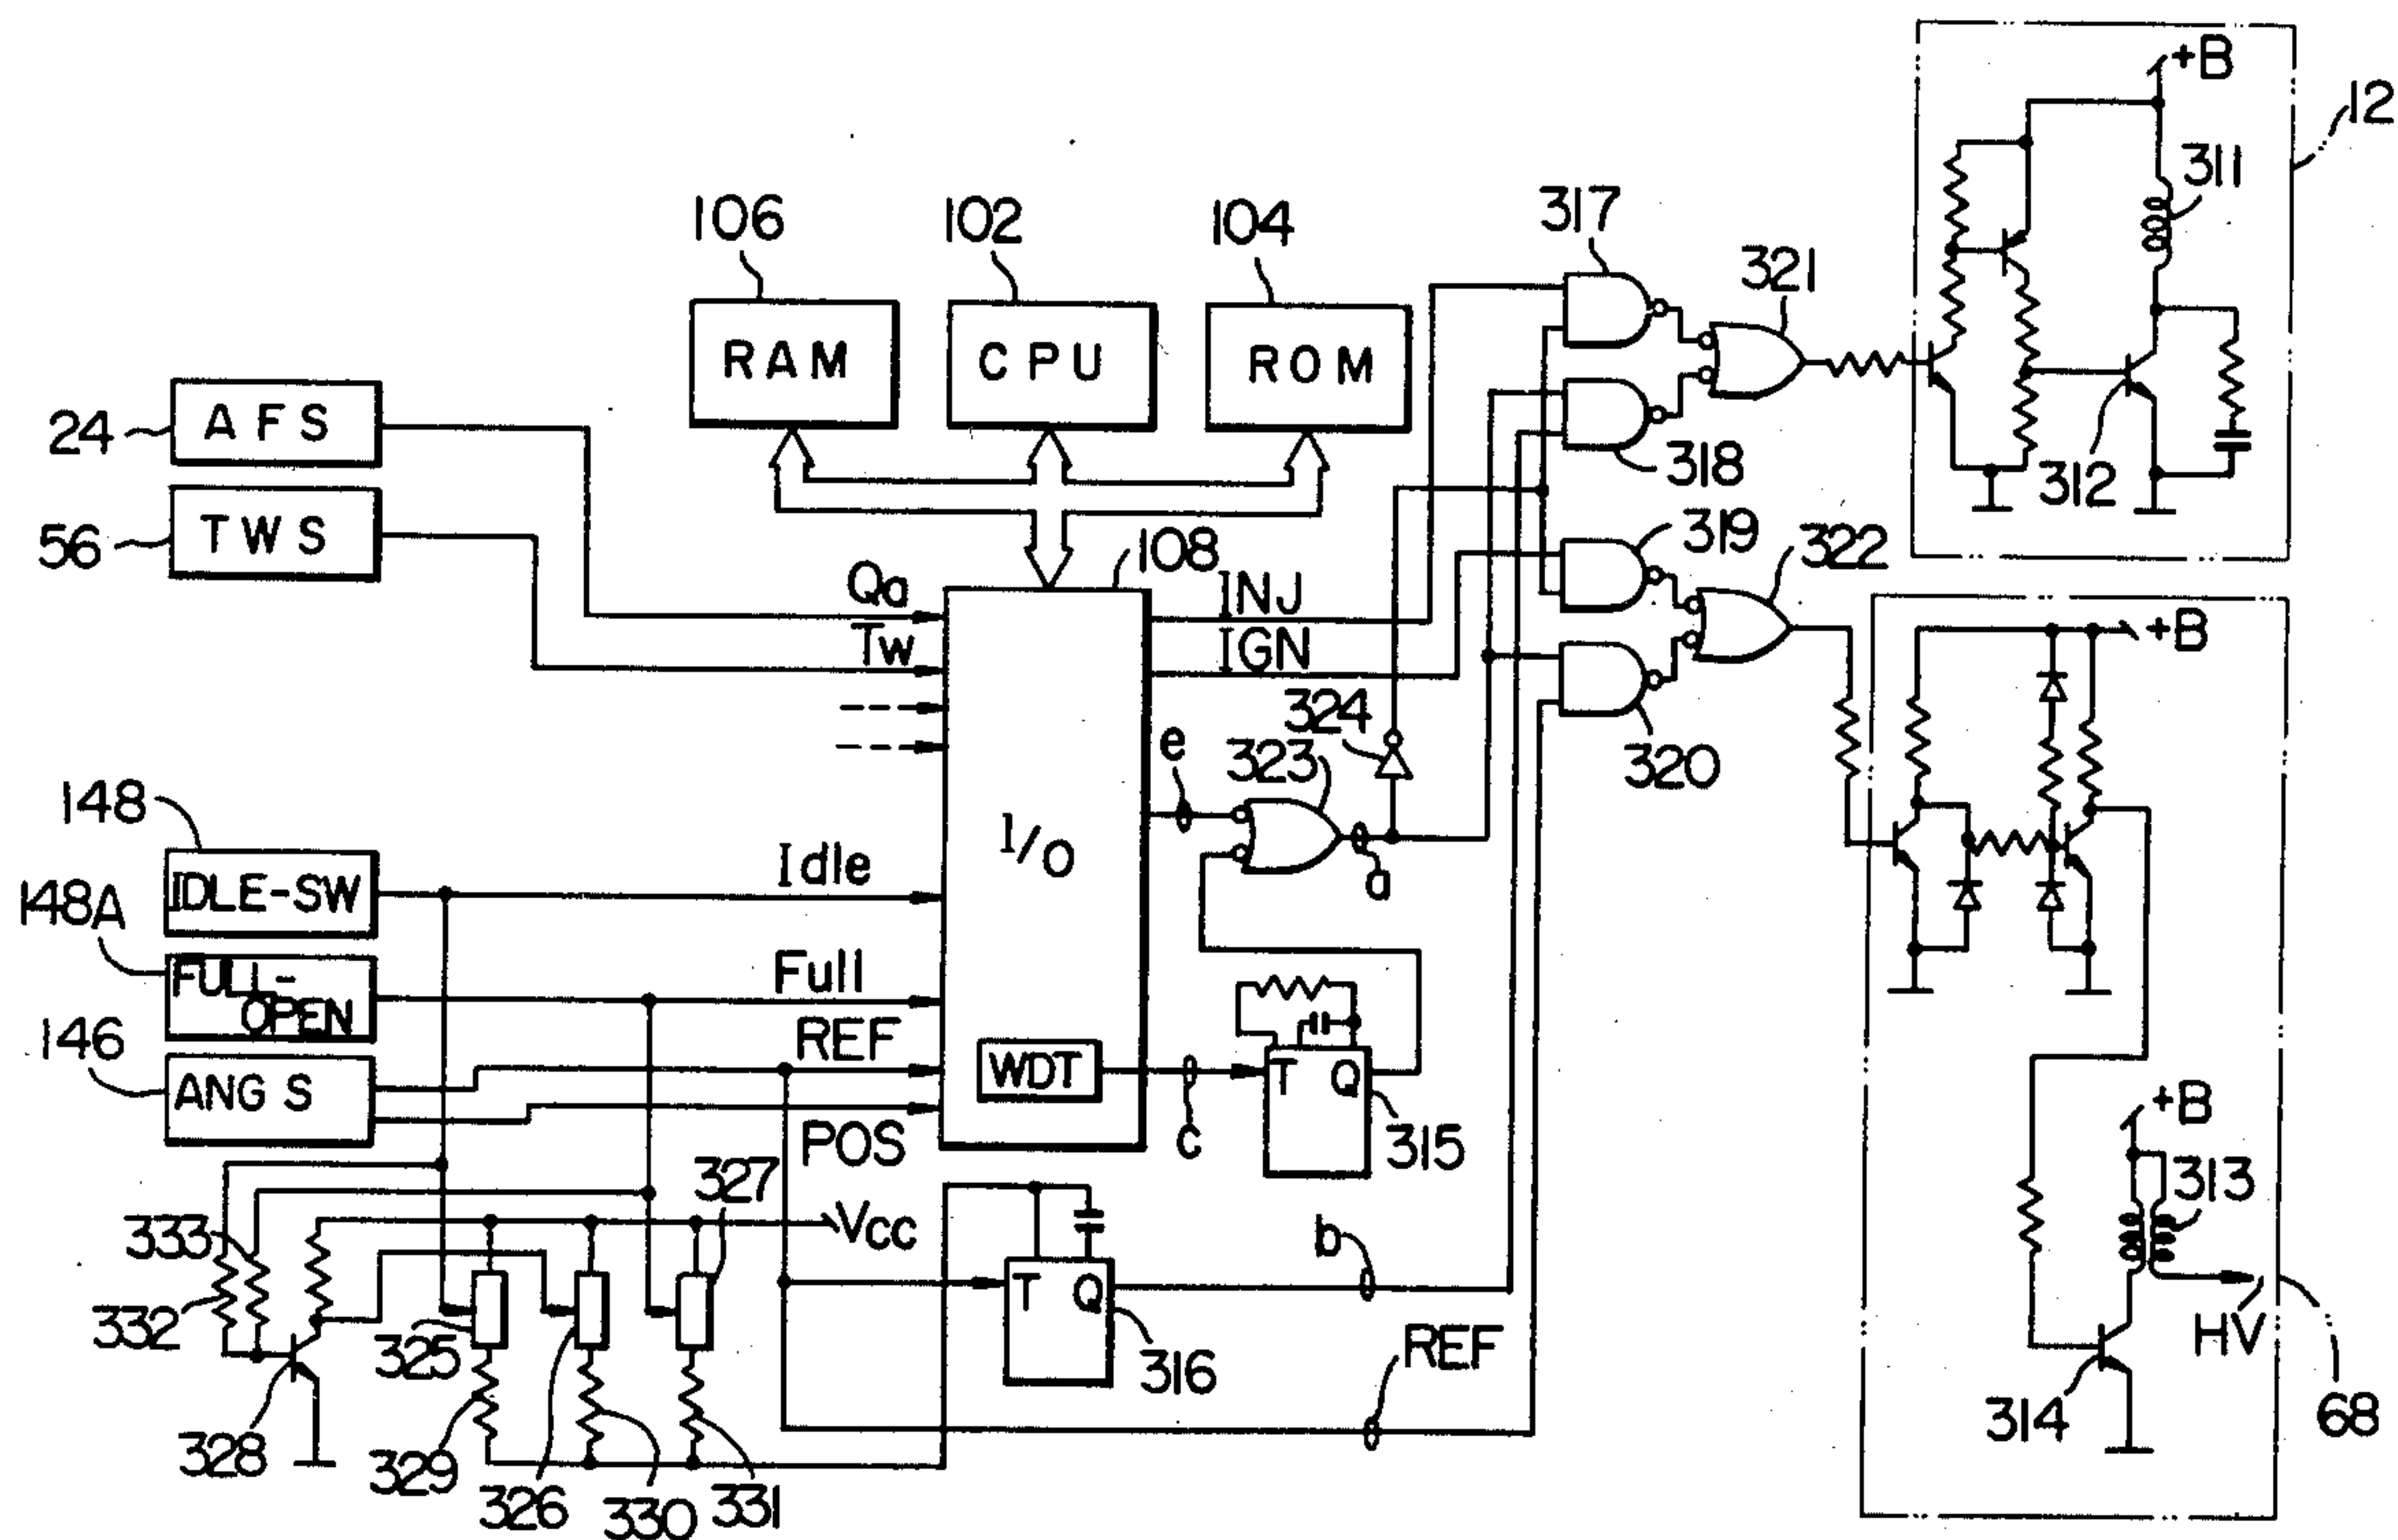 +B
12
311
312
106
102
104
317
321
RAM
CPU
ROM
318
24
AFS
56
TWS
108
319
322
Qa
INJ
Tw
IGN
+B
324
e
323
320
148
I/O
a
IDLE-SW
Idle
148A
FULL-
OPEN
Full
146
ANG S
REF
WDT
T
Q
POS
c
315
+B
313
327
333
Vcc
b
332
T
Q
325
316
REF
HV
314
68
328
329
326
330
331